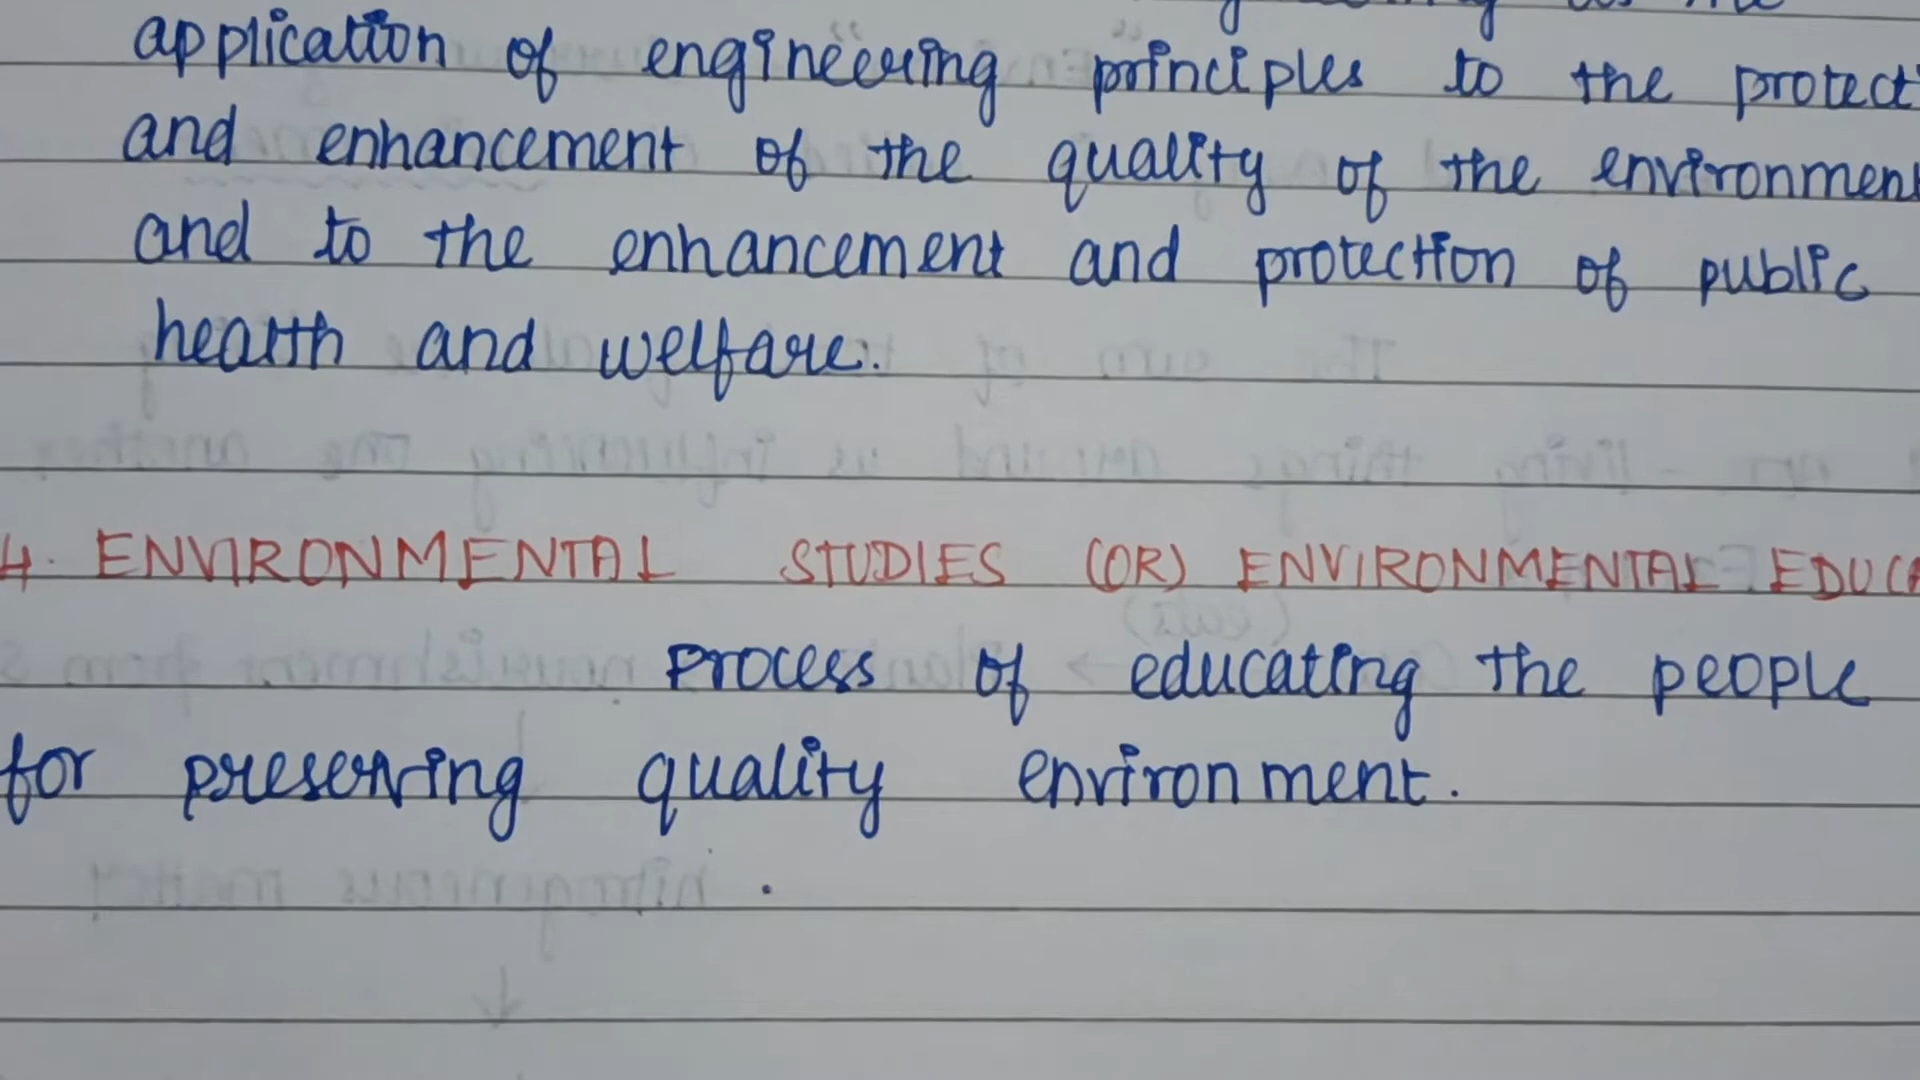 application of engineering principles to the protect
and enhancement of the quality of the environment
and to the enhancement and protection of public
health and welfare.
4. ENVIRONMENTAL STUDIES (OR) ENVIRONMENTAL EDUCA
Process of educating the people
for preserving quality environment.